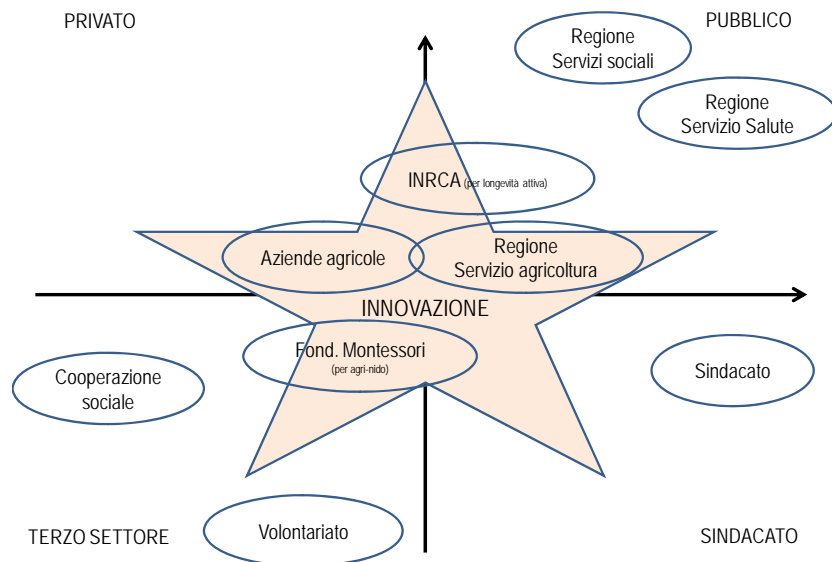 PRIVATO
PUBBLICO
Regione
Servizi sociali
Regione
Servizio Salute
INRCA (per longevità attiva)
Aziende agricole
Regione
Servizio agricoltura
INNOVAZIONE
Fond. Montessori
(per agri-nido)
Cooperazione
sociale
Sindacato
TERZO SETTORE
Volontariato
SINDACATO